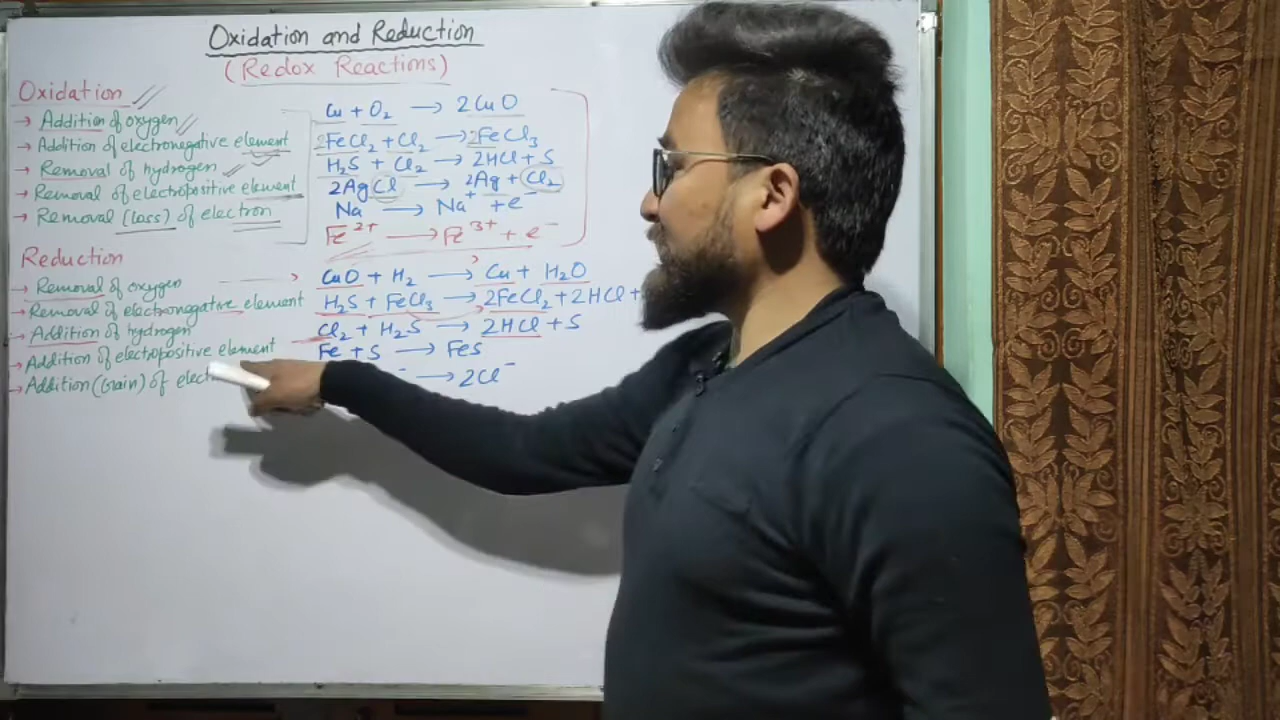 Oxidation and Reduction
(Redox Reactions)
Oxidation
→ Addition of oxygen
→ Addition of electronegative element
→ Removal of hydrogen
→ Removal of electropositive element
→ Removal (loss) of electron
Cu + O₂ → 2CuO
2FeCl₂ + Cl₂ → 2FeCl₃
H₂S + Cl₂ → 2HCl + S
2AgCl → 2Ag + Cl₂
Na → Na⁺ + e⁻
Fe²⁺ → Fe³⁺ + e⁻
Reduction
→ Removal of oxygen
→ Removal of electronegative element
→ Addition of hydrogen
→ Addition of electropositive element
→ Addition (Gain) of
CuO + H₂ → Cu + H₂O
H₂S + FeCl₃ → 2FeCl₂ + 2HCl +
Cl₂ + H₂S → 2HCl + S
Fe + S → FeS
→ 2Cl⁻